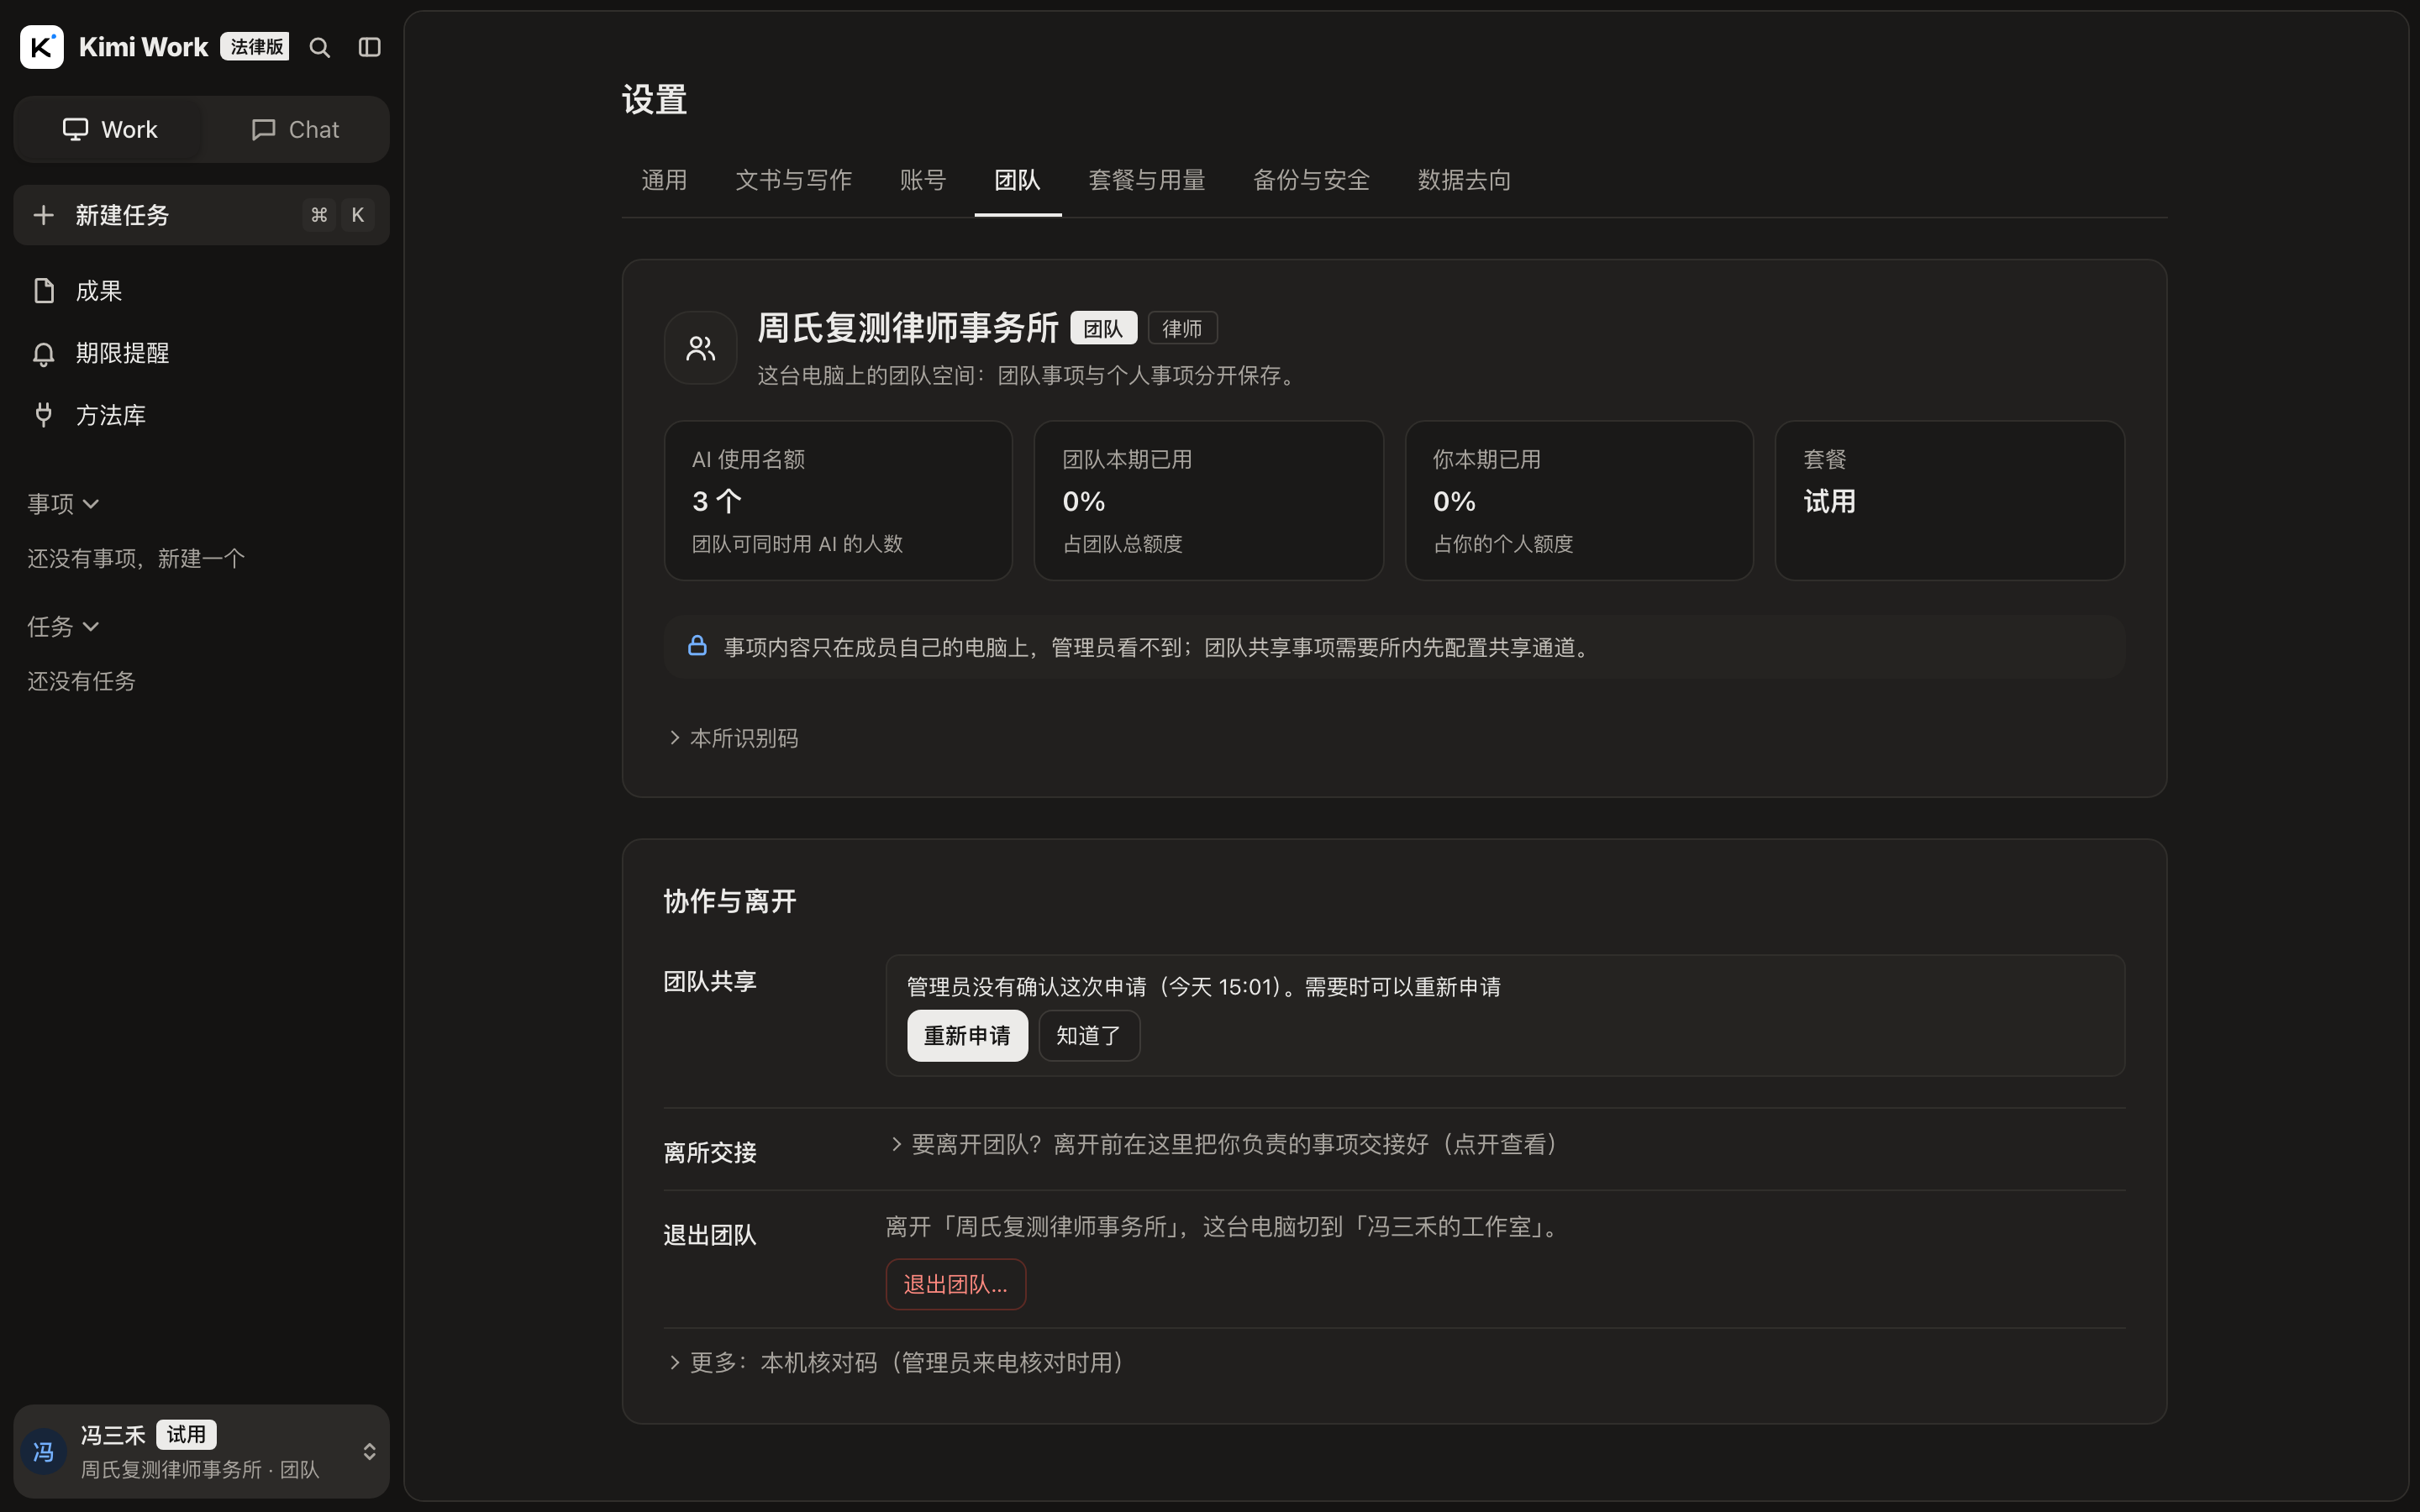 Kimi Work 法律版
Work
Chat
新建任务 ⌘ K
成果
期限提醒
方法库
事项
还没有事项，新建一个
任务
还没有任务
冯 冯三禾 试用
周氏复测律师事务所 · 团队
设置
通用 文书与写作 账号 团队 套餐与用量 备份与安全 数据去向
周氏复测律师事务所 团队 律师
这台电脑上的团队空间：团队事项与个人事项分开保存。
AI 使用名额
3 个
团队可同时用 AI 的人数
团队本期已用
0%
占团队总额度
你本期已用
0%
占你的个人额度
套餐
试用
事项内容只在成员自己的电脑上，管理员看不到；团队共享事项需要所内先配置共享通道。
本所识别码
协作与离开
团队共享
管理员没有确认这次申请（今天 15:01）。需要时可以重新申请
重新申请 知道了
离所交接
要离开团队？离开前在这里把你负责的事项交接好（点开查看）
退出团队
离开「周氏复测律师事务所」，这台电脑切到「冯三禾的工作室」。
退出团队...
更多：本机核对码（管理员来电核对时用）